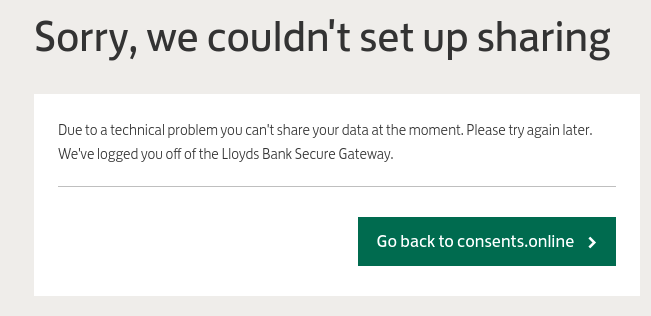 Sorry, we couldn't set up sharing
Due to a technical problem you can't share your data at the moment. Please try again later.
We've logged you off of the Lloyds Bank Secure Gateway.
Go back to consents.online